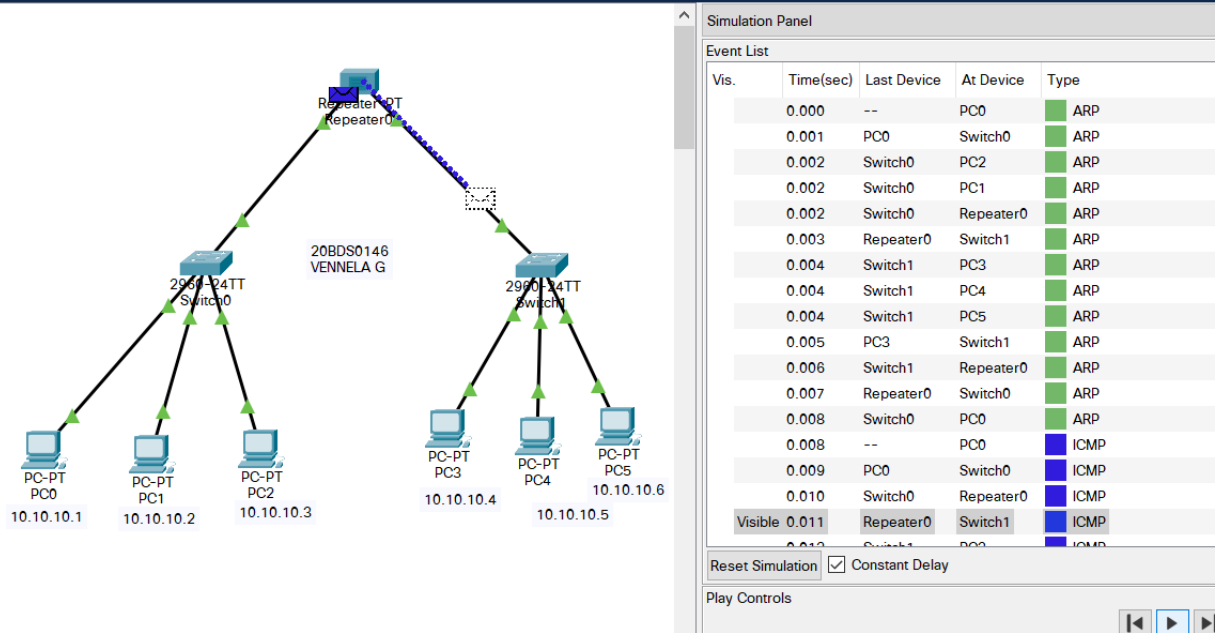 Repeater-PT
Repeater0
20BDS0146
VENNELA G
2960-24TT
Switch0
2960-24TT
Switch1
PC-PT
PC0
10.10.10.1
PC-PT
PC1
10.10.10.2
PC-PT
PC2
10.10.10.3
PC-PT
PC3
10.10.10.4
PC-PT
PC4
10.10.10.5
PC-PT
PC5
10.10.10.6
Simulation Panel
Event List
Vis. Time(sec) Last Device At Device Type
0.000 -- PC0 ARP
0.001 PC0 Switch0 ARP
0.002 Switch0 PC2 ARP
0.002 Switch0 PC1 ARP
0.002 Switch0 Repeater0 ARP
0.003 Repeater0 Switch1 ARP
0.004 Switch1 PC3 ARP
0.004 Switch1 PC4 ARP
0.004 Switch1 PC5 ARP
0.005 PC3 Switch1 ARP
0.006 Switch1 Repeater0 ARP
0.007 Repeater0 Switch0 ARP
0.008 Switch0 PC0 ARP
0.008 -- PC0 ICMP
0.009 PC0 Switch0 ICMP
0.010 Switch0 Repeater0 ICMP
Visible 0.011 Repeater0 Switch1 ICMP
Reset Simulation Constant Delay
Play Controls